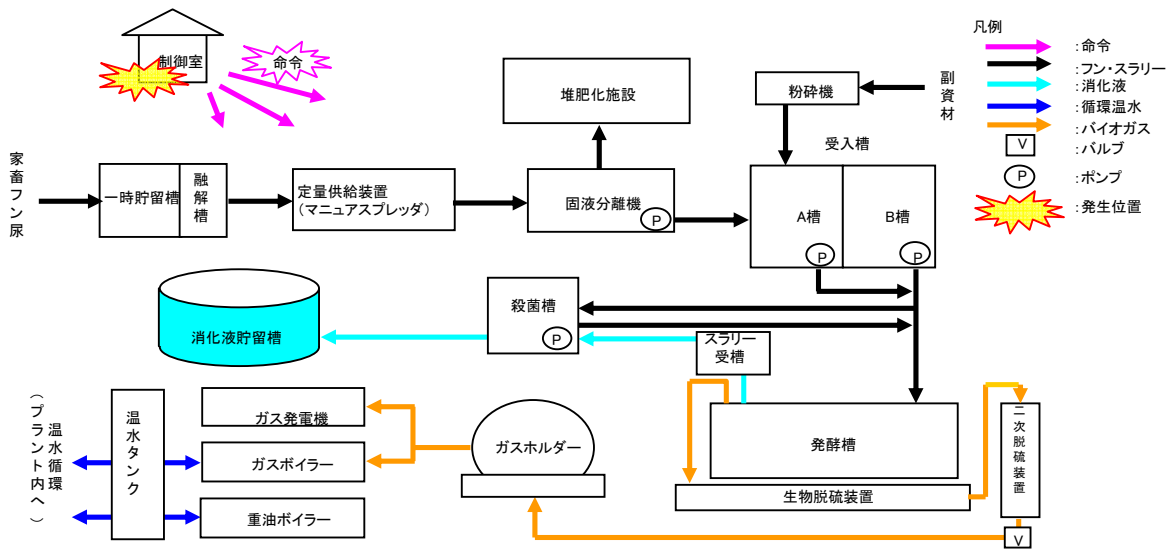 制御室
命令
凡例
:命令
:フン・スラリー
:消化液
:循環温水
:バイオガス
V
:バルブ
P
:ポンプ
:発生位置
堆肥化施設
粉砕機
副資材
受入槽
家畜フン尿
一時貯留槽
融解槽
定量供給装置
(マニュアスプレッダ)
固液分離機
P
A槽
P
B槽
P
消化液貯留槽
殺菌槽
P
スラリー
受槽
温水循環
(プラント内へ)
温水タンク
ガス発電機
ガスボイラー
重油ボイラー
ガスホルダー
発酵槽
生物脱硫装置
二次脱硫装置
V